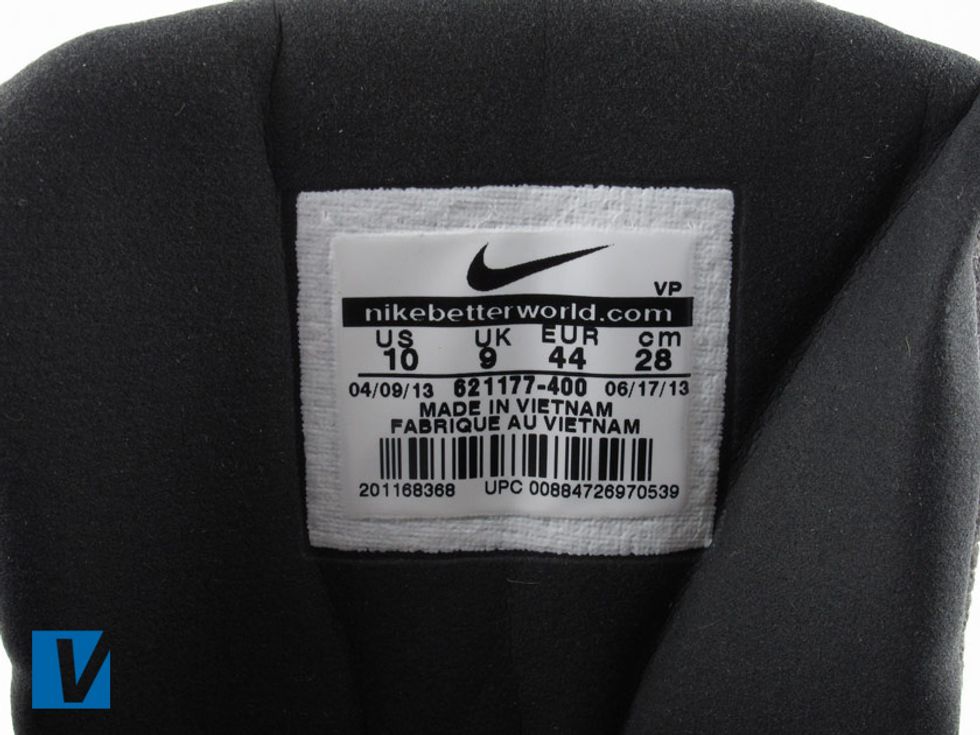 VP
nikebetterworld.com
US UK EUR cm
10 9 44 28
04/09/13 621177-400 06/17/13
MADE IN VIETNAM
FABRIQUE AU VIETNAM
201168368 UPC 00884726970539
V